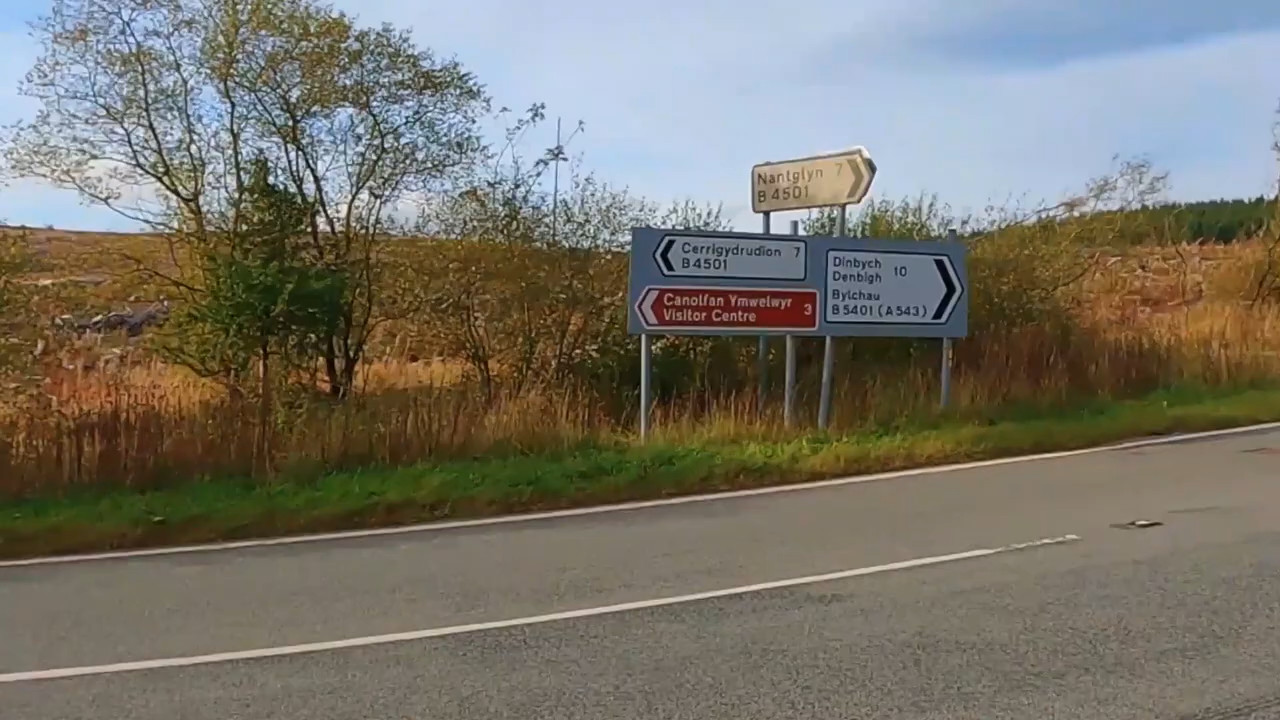 Nantglyn 7
B4501
Cerrigydrudion 7
B4501
Canolfan Ymwelwyr
Visitor Centre 3
Dinbych
Denbigh 10
Bylchau
B5401 (A543)